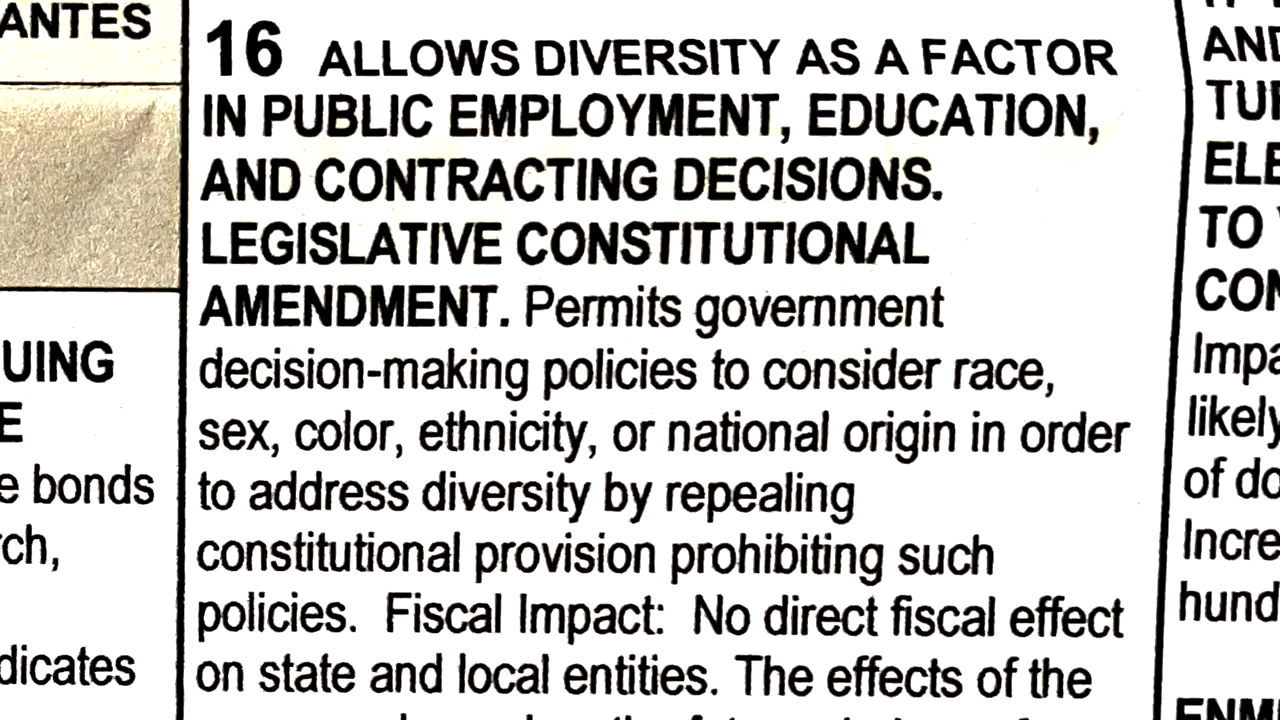 ANTES
UING
E
e bonds
rch,
dicates
16 ALLOWS DIVERSITY AS A FACTOR
IN PUBLIC EMPLOYMENT, EDUCATION,
AND CONTRACTING DECISIONS.
LEGISLATIVE CONSTITUTIONAL
AMENDMENT. Permits government
decision-making policies to consider race,
sex, color, ethnicity, or national origin in order
to address diversity by repealing
constitutional provision prohibiting such
policies. Fiscal Impact: No direct fiscal effect
on state and local entities. The effects of the
AND
TUR
ELE
TO
CON
Impa
likely
of do
Incre
hund